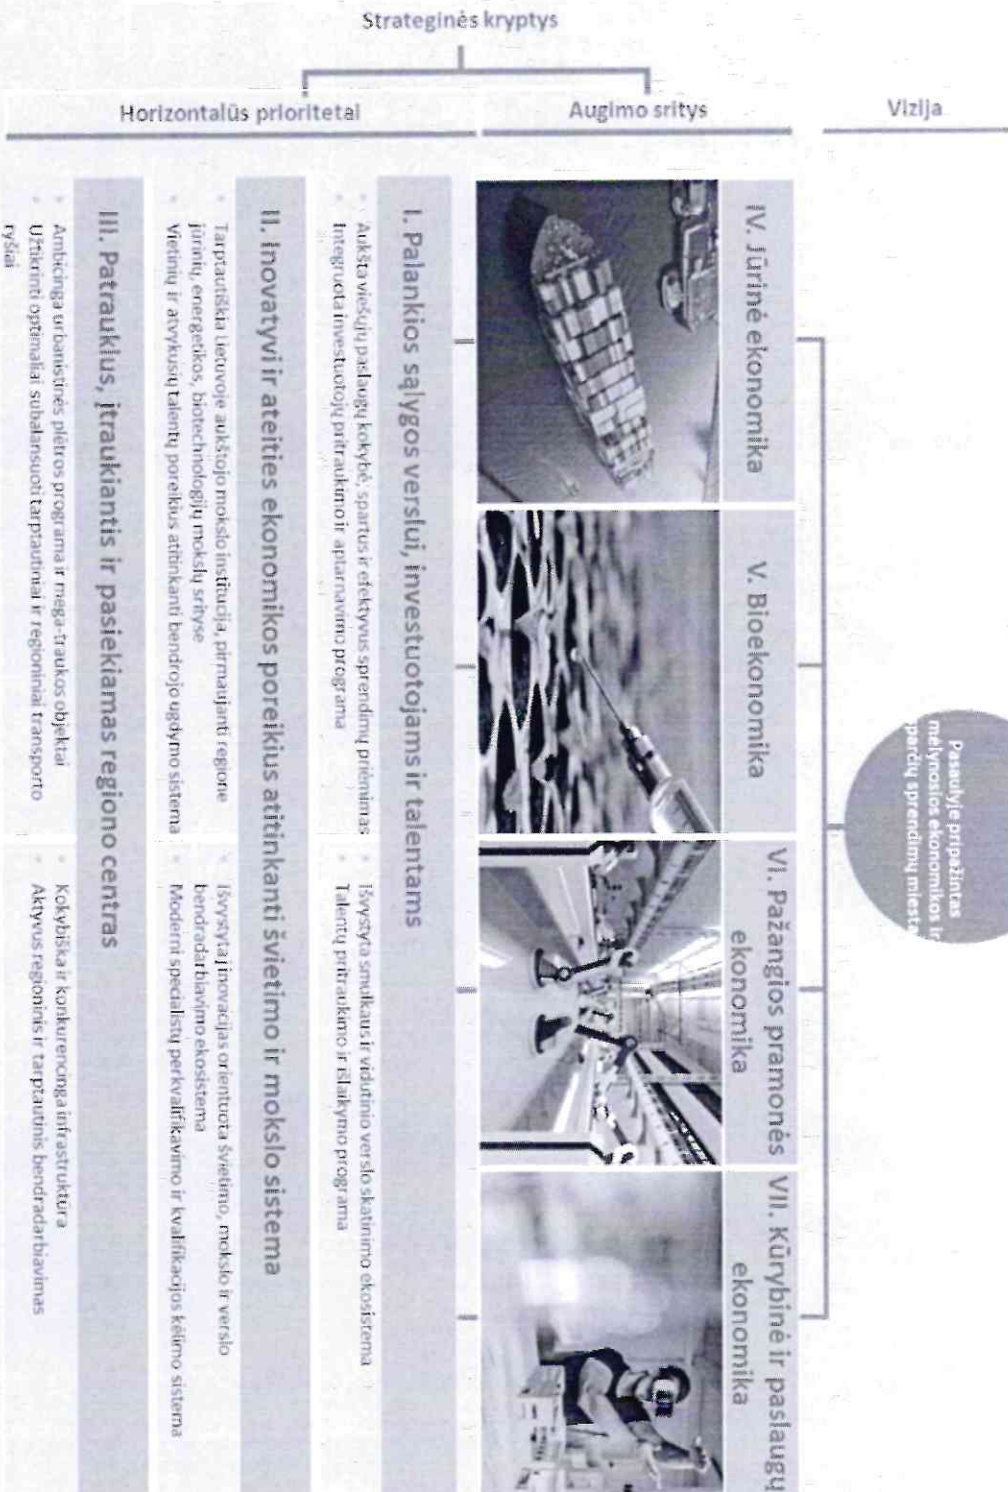 Strateginės kryptys
Vizija
Augimo sritys
Horizontalūs prioritetai
Pasaulyje pripažintas
mėlynosios ekonomikos ir
IV. Jūrinė ekonomika
V. Bioekonomika
VI. Pažangios pramonės
ekonomika
VII. Kūrybinė ir paslaugų
ekonomika
I. Palankios sąlygos verslui, investuotojams ir talentams
Aukšta viešųjų paslaugų kokybė, spartus ir efektyvus sprendimų priėmimas
Integruota investuotojų pritraukimo ir aptarnavimo programa
Išvystyta smulkaus ir vidutinio verslo skatinimo ekosistema
Talentų pritraukimo ir išlaikymo programa
II. Inovatyvi ir ateities ekonomikos poreikius atitinkanti švietimo ir mokslo sistema
Tarptautiškia Lietuvoje aukštojo mokslo institucija, pirmaujanti regione
jūrinių, energetikos, biotechnologijų mokslų srityse
Vietinių ir atvykusių talentų poreikius atitinkanti bendrojo ugdymo sistema
Išvystyta į inovacijas orientuota švietimo, mokslo ir verslo
bendradarbiavimo ekosistema
Moderni specialistų perkvalifikavimo ir kvalifikacijos kėlimo sistema
III. Patrauklus, įtraukiantis ir pasiekiamas regiono centras
Ambicinga urbanistinės plėtros programa ir mega-traukos objektai
Užtikrinti optimaliai subalansuoti tarptautiniai ir regioniniai transporto
ryšiai
Kokybiška ir konkurencinga infrastruktūra
Aktyvus regioninis ir tarptautinis bendradarbiavimas